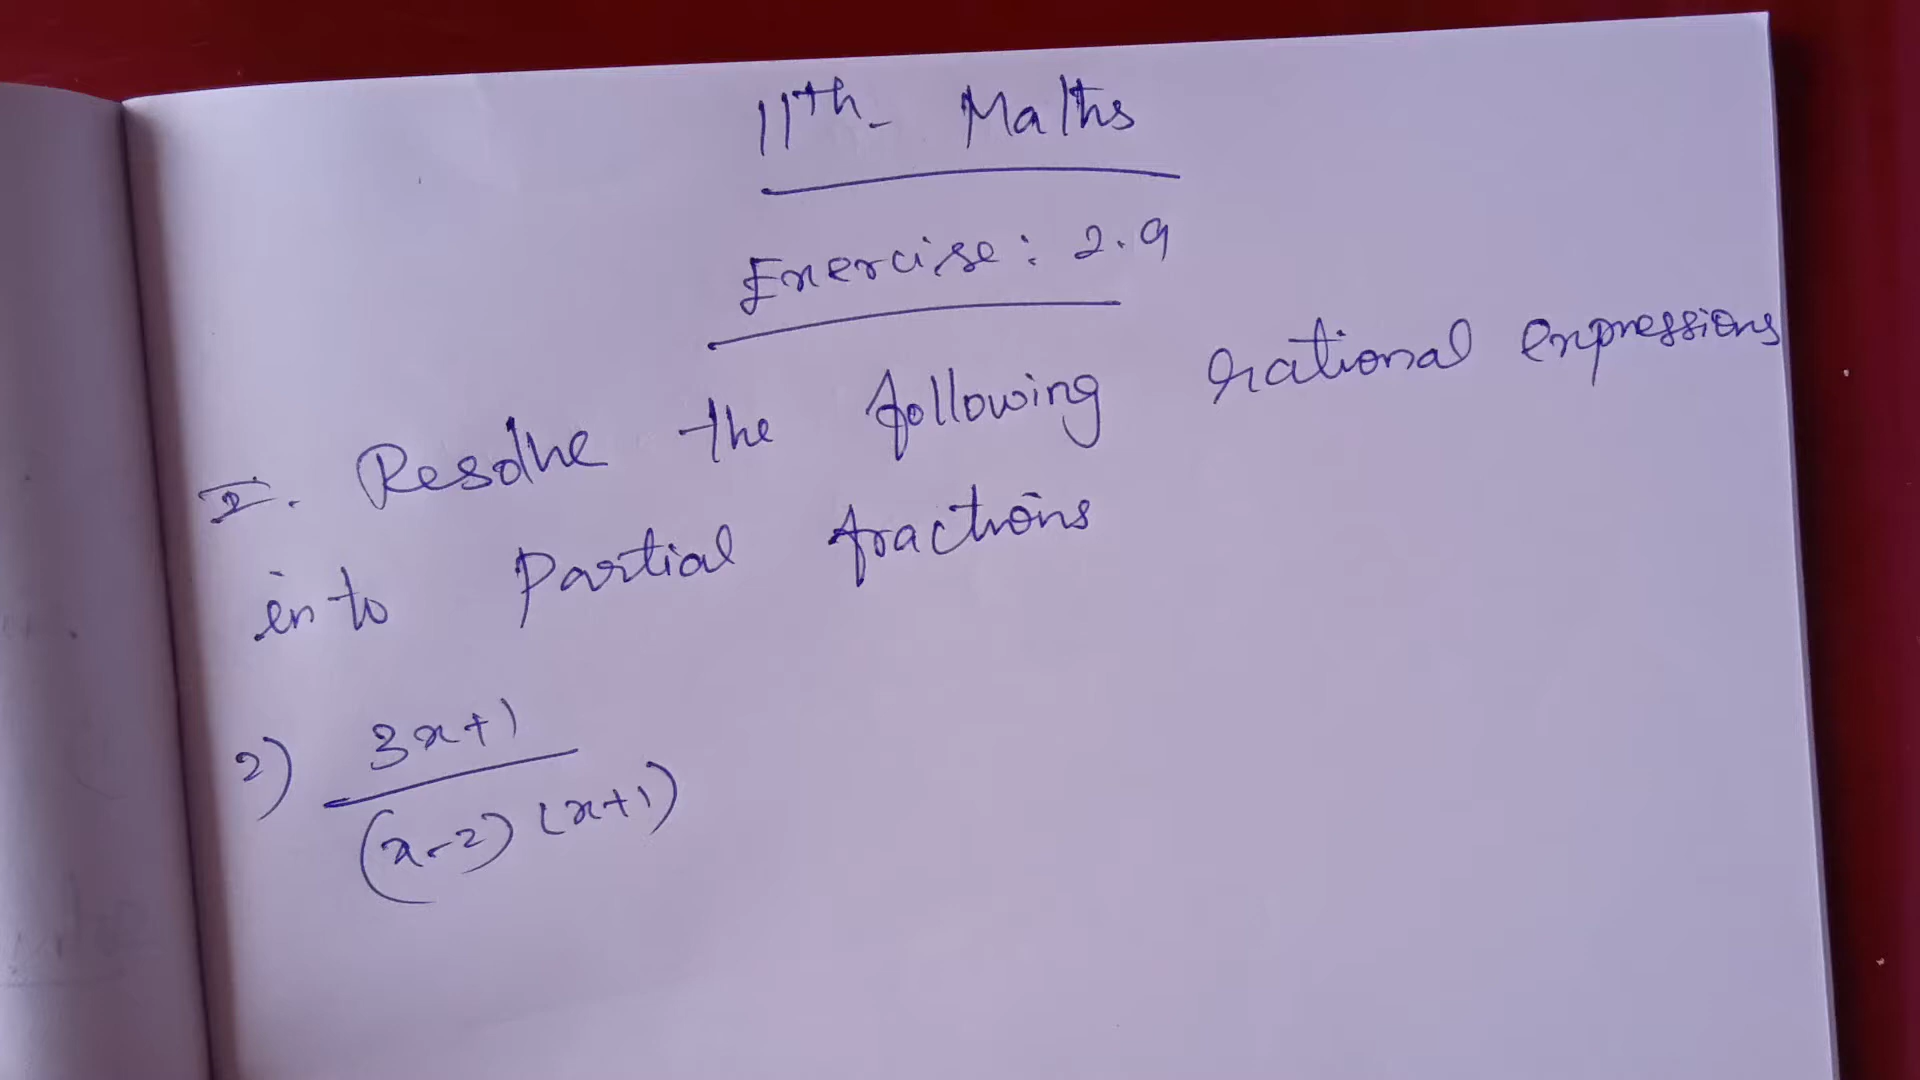 11th- Maths
Exercise: 2.9
I. Resolve the following rational expressions
into Partial fractions
2) 3x+1
(x-2) (x+1)